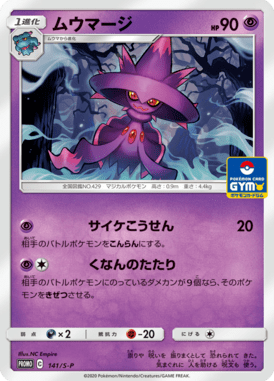 1進化
ムウマージ
HP90
ムウマから進化
POKÉMON CARD
GYM
ポケモンカードジム
全国図鑑NO.429 マジカルポケモン 高さ：0.9m 重さ：4.4kg
サイケこうせん 20
相手のバトルポケモンをこんらんにする。
くなんのたたり
相手のバトルポケモンにのっているダメカンが9個なら、そのポケモンをきぜつさせる。
弱点 ×2 抵抗力 -20 にげる
Illus. NC Empire
PROMO C 141/S-P
©2020 Pokémon/Nintendo/Creatures/GAME FREAK.